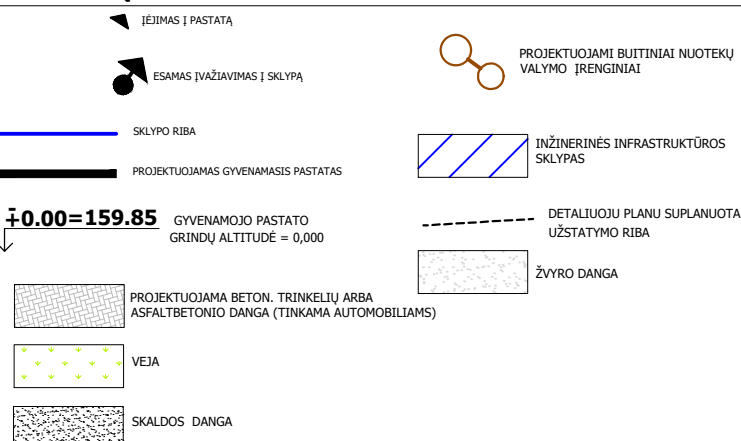 ĮĖJIMAS Į PASTATĄ
ESAMAS ĮVAŽIAVIMAS Į SKLYPĄ
SKLYPO RIBA
PROJEKTUOJAMAS GYVENAMASIS PASTATAS
∓0.00=159.85
GYVENAMOJO PASTATO
GRINDŲ ALTITUDĖ = 0,000
PROJEKTUOJAMA BETON. TRINKELIŲ ARBA
ASFALTBETONIO DANGA (TINKAMA AUTOMOBILIAMS)
VEJA
SKALDOS DANGA
PROJEKTUOJAMI BUITINIAI NUOTEKŲ
VALYMO ĮRENGINIAI
INŽINERINĖS INFRASTRUKTŪROS
SKLYPAS
DETALIUOJU PLANU SUPLANUOTA
UŽSTATYMO RIBA
ŽVYRO DANGA